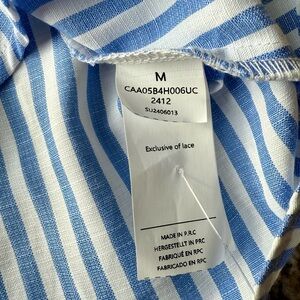 M
CAA05B4H006UC
2412
SU2406013
Exclusive of lace
MADE IN P.R.C
HERGESTELLT IN PRC
FABRIQUÉ EN RPC
FABRICADO EN RPC